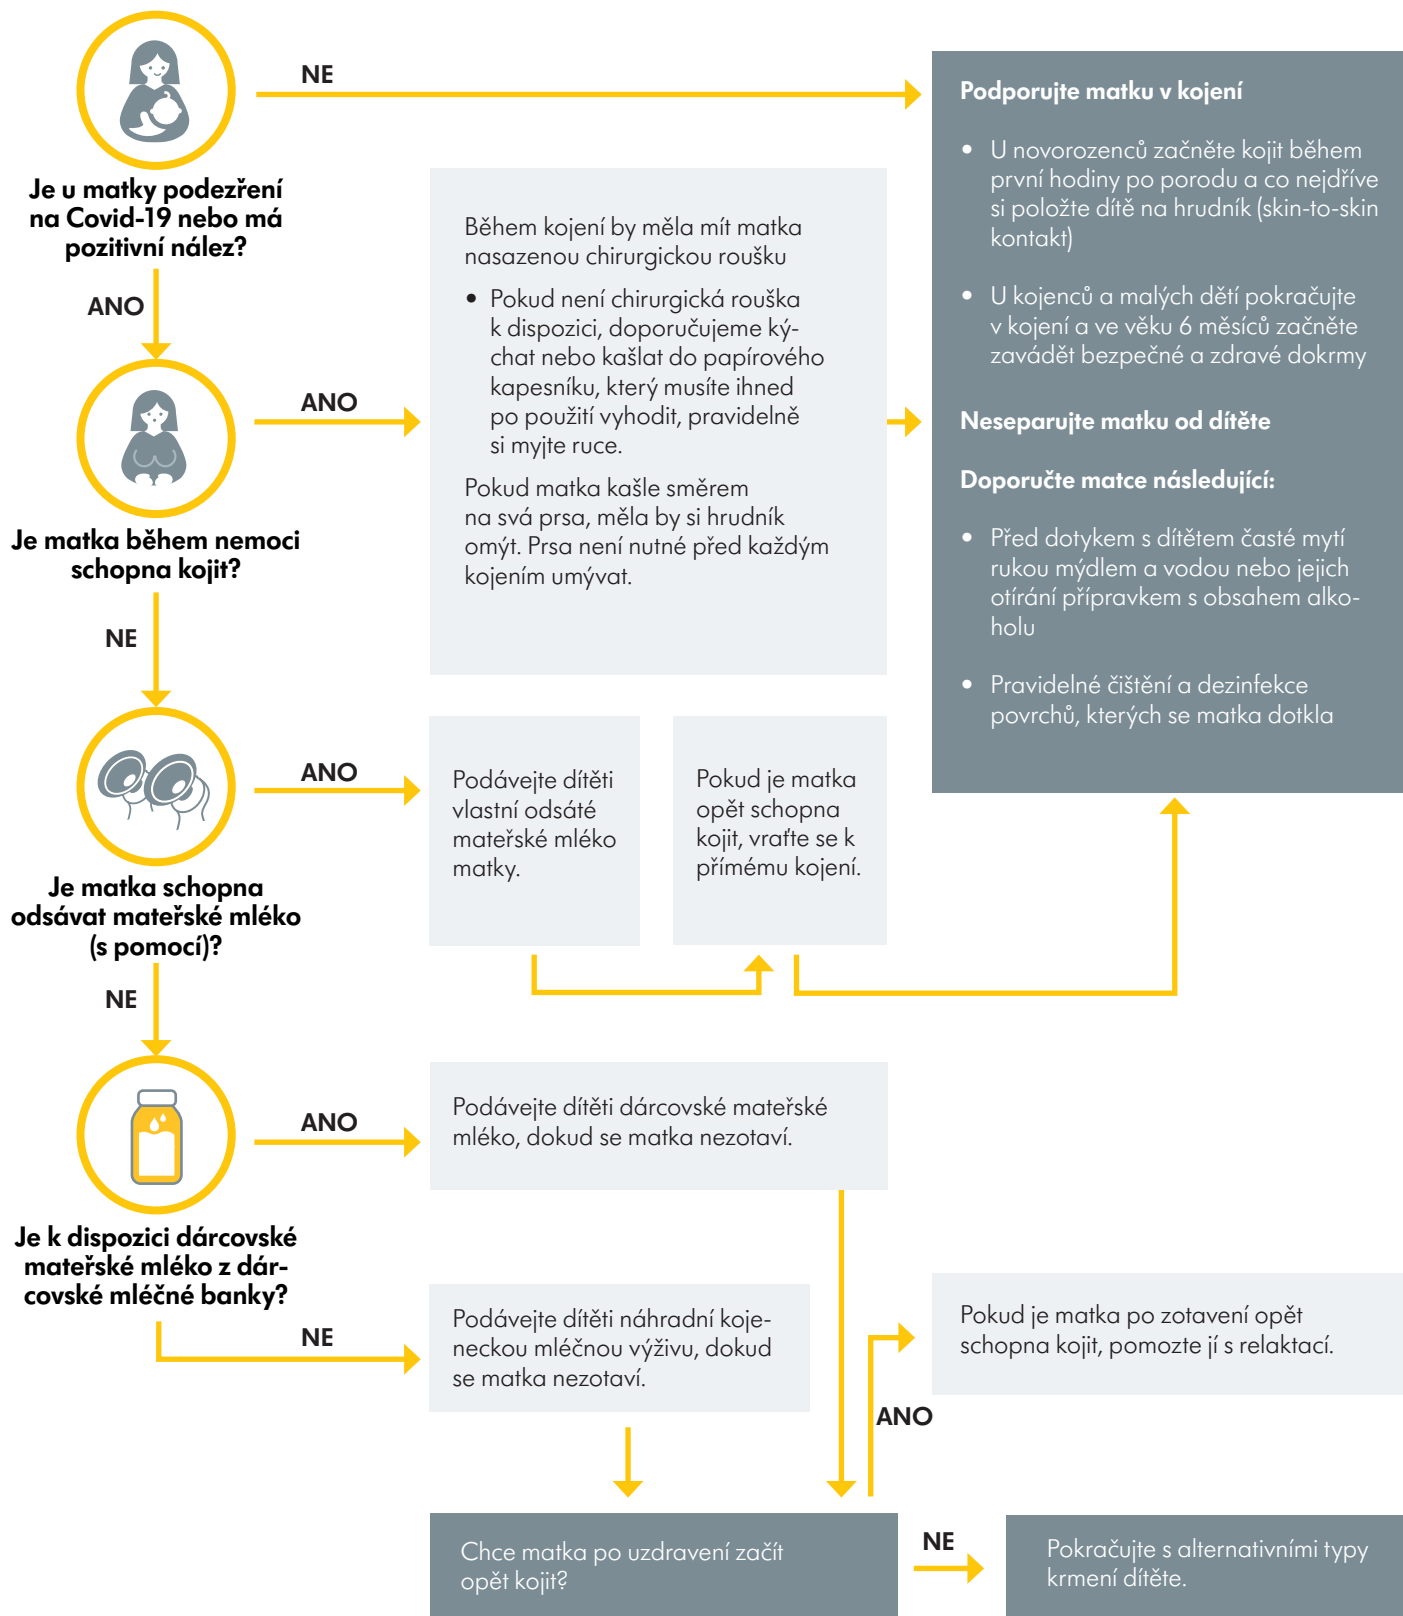 NE
Je u matky podezření
na Covid-19 nebo má
pozitivní nález?
ANO
Podporujte matku v kojení
• U novorozenců začněte kojit během
první hodiny po porodu a co nejdříve
si položte dítě na hrudník (skin-to-skin
kontakt)
• U kojenců a malých dětí pokračujte
v kojení a ve věku 6 měsíců začněte
zavádět bezpečné a zdravé dokrmy
Neseparujte matku od dítěte
Doporučte matce následující:
• Před dotykem s dítětem časté mytí
rukou mýdlem a vodou nebo jejich
otírání přípravkem s obsahem alko-
holu
• Pravidelné čištění a dezinfekce
povrchů, kterých se matka dotkla
Během kojení by měla mít matka
nasazenou chirurgickou roušku
• Pokud není chirurgická rouška
k dispozici, doporučujeme ký-
chat nebo kašlat do papírového
kapesníku, který musíte ihned
po použití vyhodit, pravidelně
si myjte ruce.
Pokud matka kašle směrem
na svá prsa, měla by si hrudník
omýt. Prsa není nutné před každým
kojením umývat.
ANO
Je matka během nemoci
schopna kojit?
NE
ANO
Podávejte dítěti
vlastní odsáté
mateřské mléko
matky.
Pokud je matka
opět schopna
kojit, vraťte se k
přímému kojení.
Je matka schopna
odsávat mateřské mléko
(s pomocí)?
NE
ANO
Podávejte dítěti dárcovské mateřské
mléko, dokud se matka nezotaví.
Je k dispozici dárcovské
mateřské mléko z dár-
covské mléčné banky?
NE
Podávejte dítěti náhradní koje-
neckou mléčnou výživu, dokud
se matka nezotaví.
Pokud je matka po zotavení opět
schopna kojit, pomozte jí s relaktací.
ANO
Chce matka po uzdravení začít
opět kojit?
NE
Pokračujte s alternativními typy
krmení dítěte.